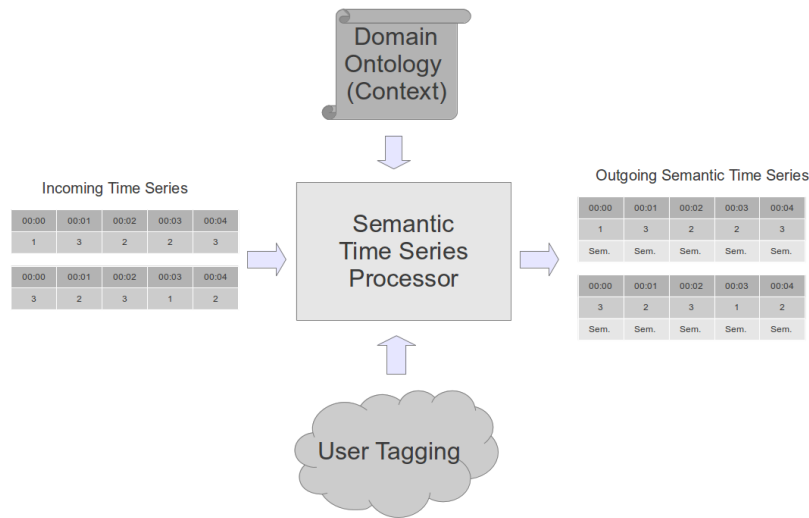 Domain
Ontology
(Context)
Incoming Time Series
00:00 00:01 00:02 00:03 00:04
1 3 2 2 3
00:00 00:01 00:02 00:03 00:04
3 2 3 1 2
Semantic
Time Series
Processor
Outgoing Semantic Time Series
00:00 00:01 00:02 00:03 00:04
1 3 2 2 3
Sem. Sem. Sem. Sem. Sem.
00:00 00:01 00:02 00:03 00:04
3 2 3 1 2
Sem. Sem. Sem. Sem. Sem.
User Tagging